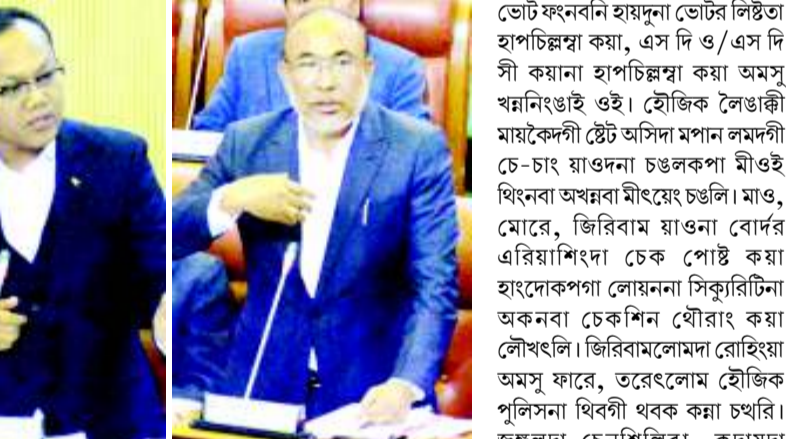 ভোট ফংনবনি হায়দুনা ভোটর লিষ্টতা
হাপচিল্লম্বা কয়া, এস দি ও/এস দি
সী কয়ানা হাপচিল্লম্বা কয়া অমসু
খন্ননিংঙাই ওই। হৌজিক লৈঙাক্কী
মায়কৈদগী ষ্টেট অসিদা মপান লমদগী
চে-চাং য়াওদনা চঙলকপা মীওই
থিংনবা অখন্নবা মীৎয়েং চঙলি। মাও,
মোরে, জিরিবাম য়াওনা বোর্দর
এরিয়াশিংদা চেক পোষ্ট কয়া
হাংদোকপগা লোয়ননা সিক্যুরিটিনা
অকনবা চেকশিন থৌরাং কয়া
লৌখৎলি। জিরিবামলোমদা রোহিংয়া
অমসু ফারে, তরেৎলোম হৌজিক
পুলিসনা থিবগী থবক কন্না চত্থরি।